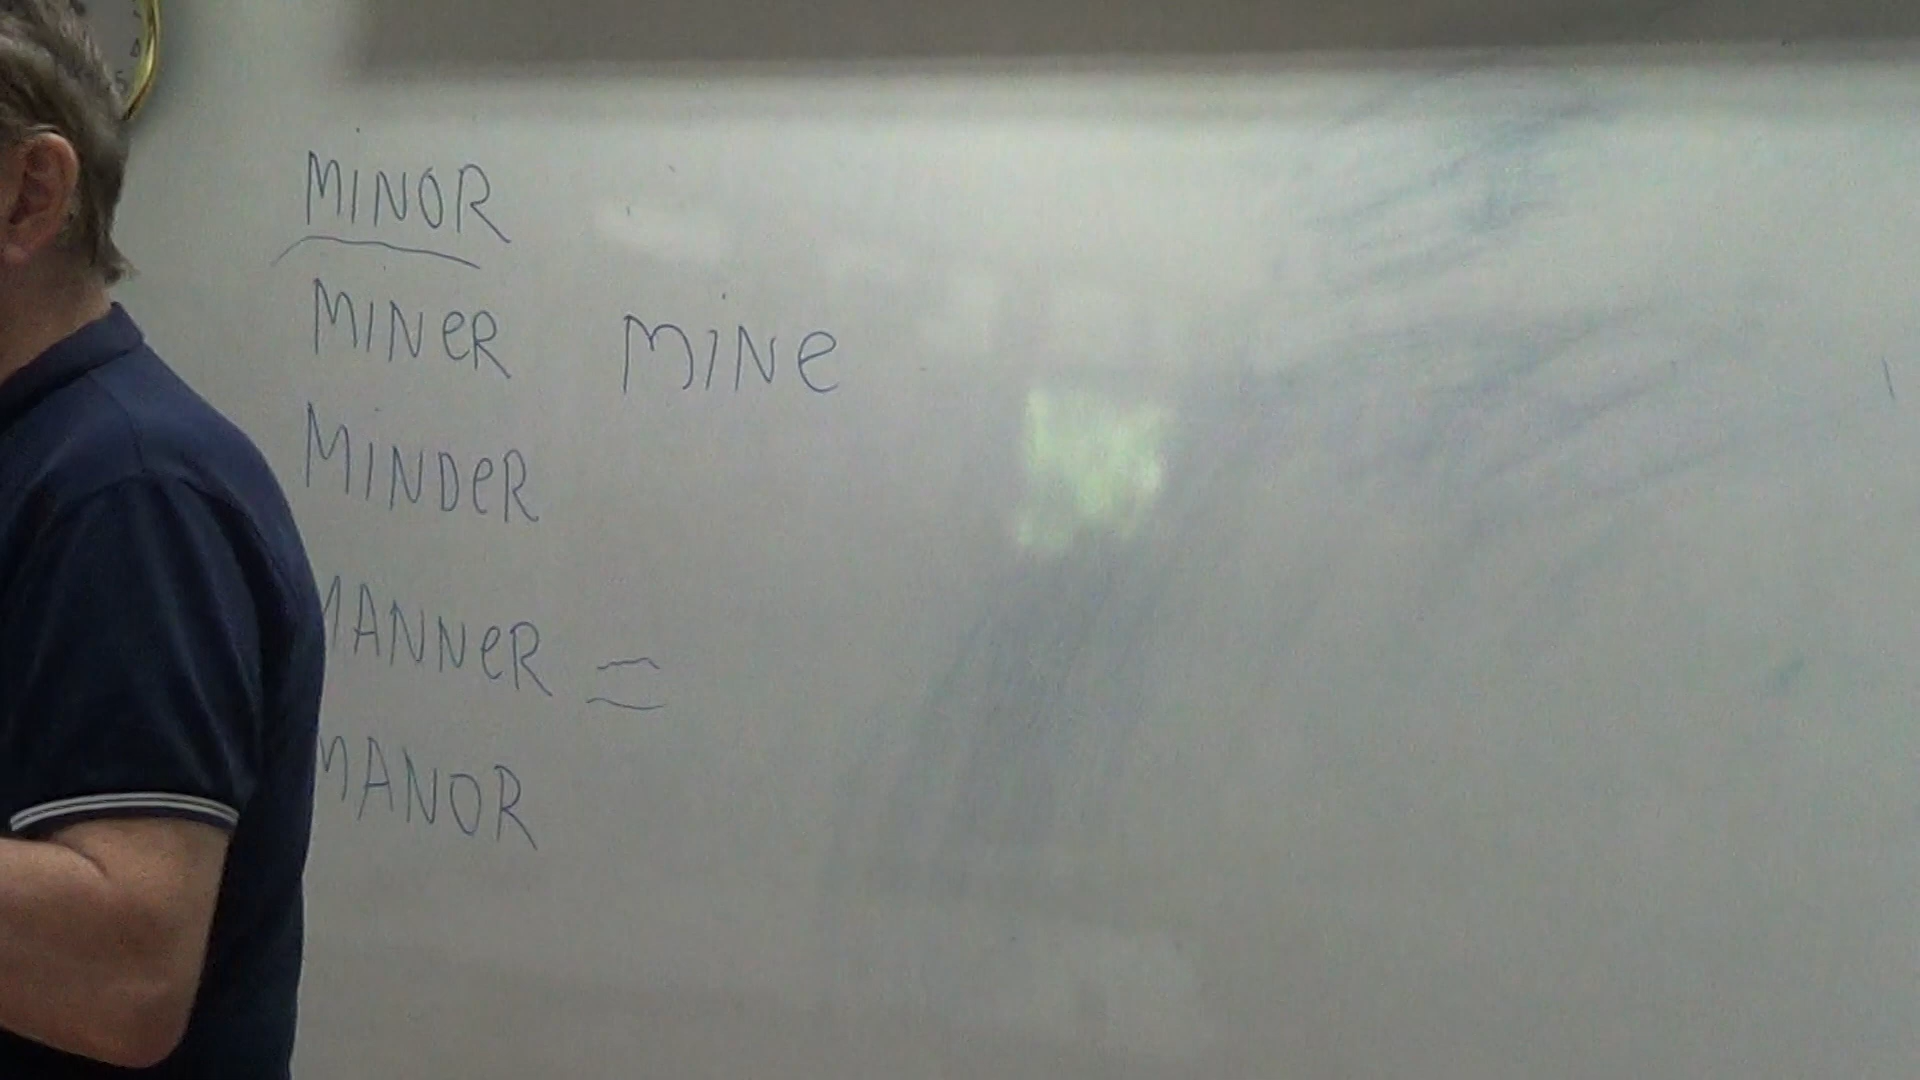 MINOR
MINeR MINe
MINDeR
MANNeR =
MANOR